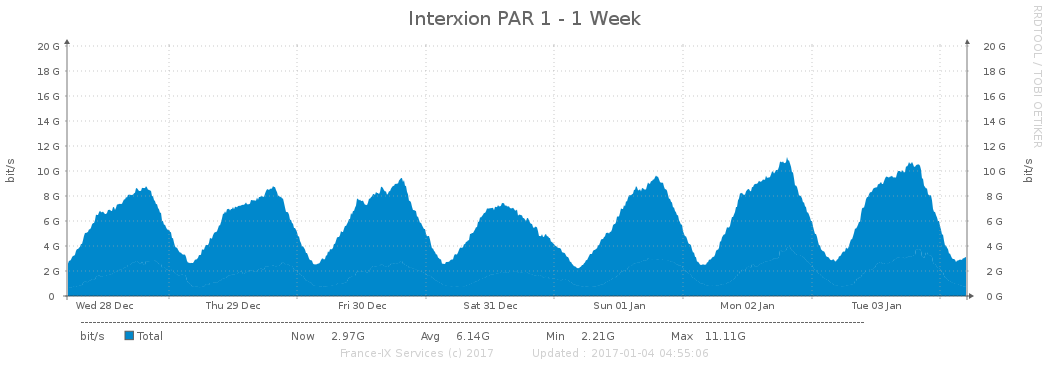 Interxion PAR 1 - 1 Week
RRDTOOL / TOBI OETIKER
bit/s
bit/s
20 G 20 G
18 G 18 G
16 G 16 G
14 G 14 G
12 G 12 G
10 G 10 G
8 G 8 G
6 G 6 G
4 G 4 G
2 G 2 G
0 0 G
Wed 28 Dec Thu 29 Dec Fri 30 Dec Sat 31 Dec Sun 01 Jan Mon 02 Jan Tue 03 Jan
bit/s Total Now 2.97G Avg 6.14G Min 2.21G Max 11.11G
France-IX Services (c) 2017 Updated : 2017-01-04 04:55:06